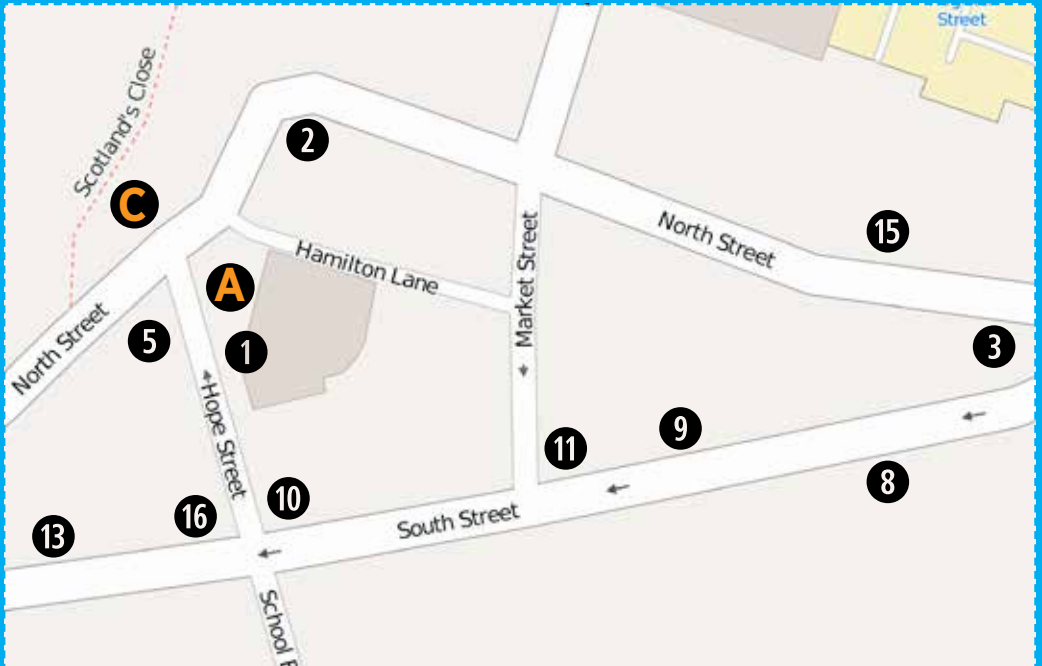 Street
Scotland's Close
2
C
North Street
15
Hamilton Lane
Market Street
A
5
1
3
North Street
Hope Street
9
11
8
10
16
South Street
13
School